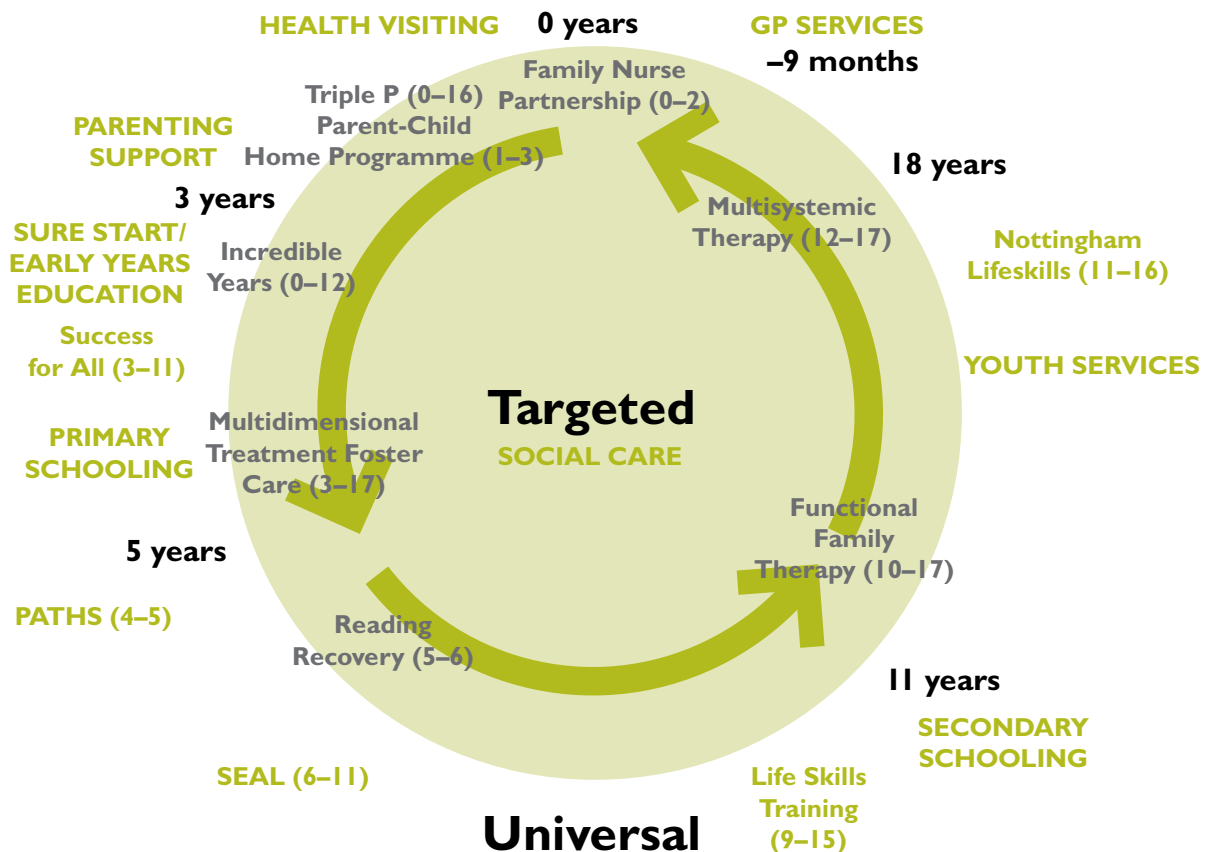 HEALTH VISITING
0 years
GP SERVICES
–9 months
Family Nurse
Partnership (0–2)
Triple P (0–16)
Parent-Child
Home Programme (1–3)
PARENTING
SUPPORT
3 years
18 years
Multisystemic
Therapy (12–17)
SURE START/
EARLY YEARS
EDUCATION
Incredible
Years (0–12)
Nottingham
Lifeskills (11–16)
Success
for All (3–11)
YOUTH SERVICES
Targeted
SOCIAL CARE
PRIMARY
SCHOOLING
Multidimensional
Treatment Foster
Care (3–17)
Functional
Family
Therapy (10–17)
5 years
PATHS (4–5)
Reading
Recovery (5–6)
11 years
SECONDARY
SCHOOLING
SEAL (6–11)
Life Skills
Training
(9–15)
Universal